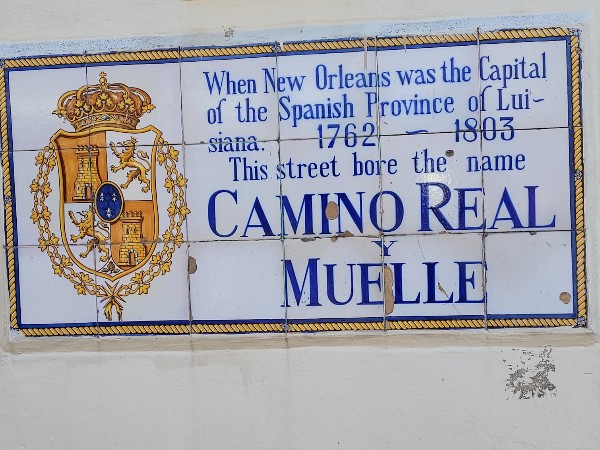 When New Orleans was the Capital
of the Spanish Province of Lui-
siana. 1762 ~ 1803
This street bore the name
CAMINO REAL
Y
MUELLE